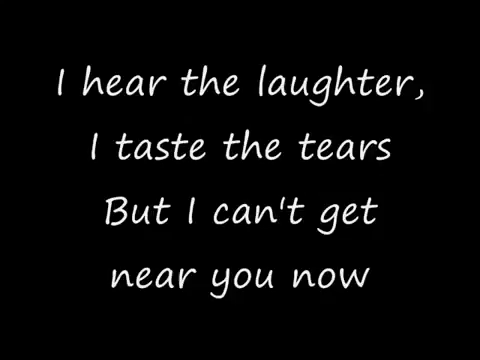 I hear the laughter,
I taste the tears
But I can't get
near you now